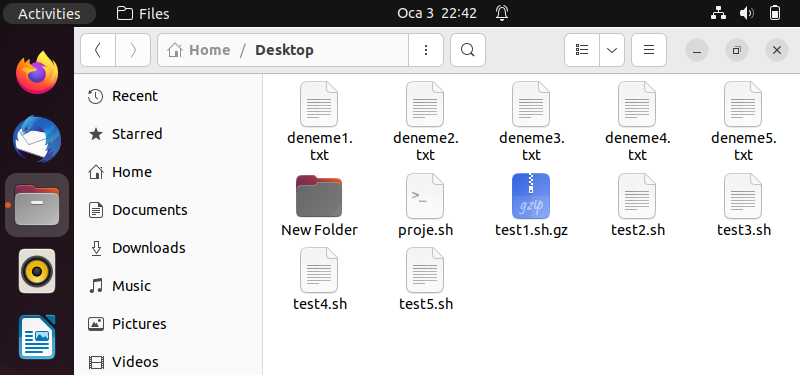 Activities Files Oca 3 22:42
Home / Desktop
Recent
Starred
Home
Documents
Downloads
Music
Pictures
Videos
deneme1.
txt
deneme2.
txt
deneme3.
txt
deneme4.
txt
deneme5.
txt
New Folder
>_
proje.sh
gzip
test1.sh.gz
test2.sh
test3.sh
test4.sh
test5.sh